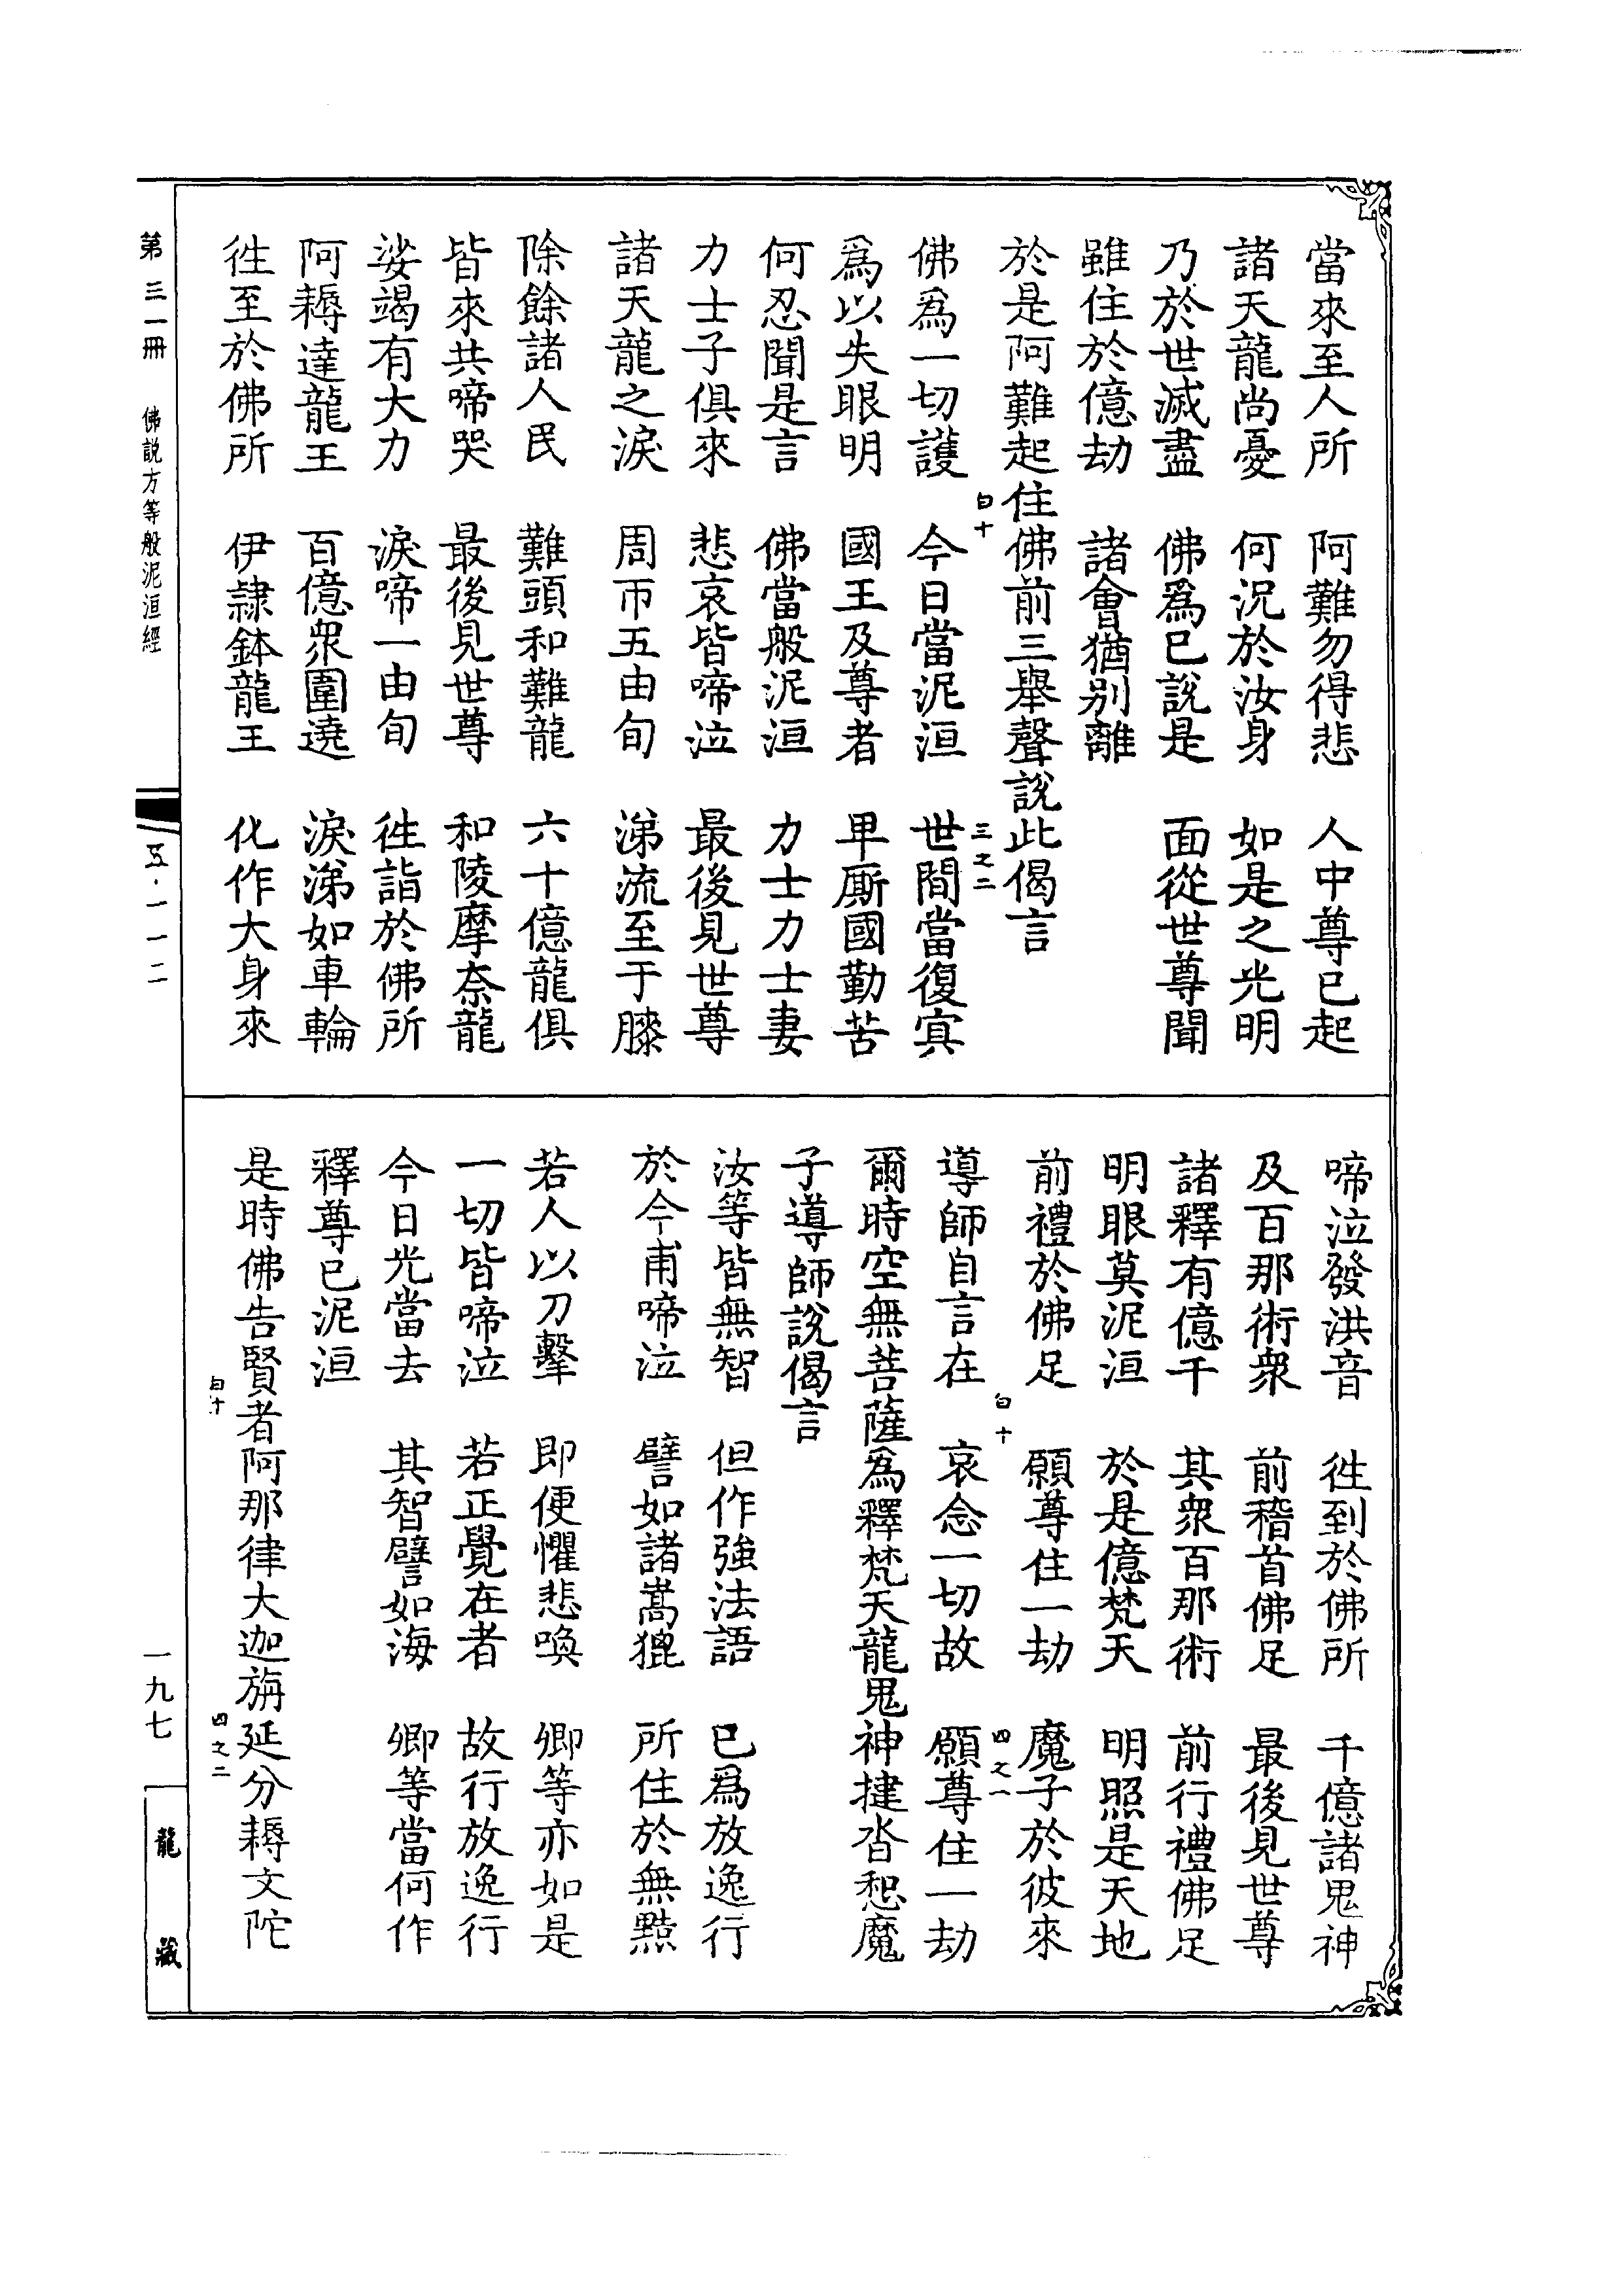 當來至人所　阿難勿得悲　人中尊已起
諸天龍尚憂　何況於汝身　如是之光明
乃於世滅盡　佛爲已說是　面從世尊聞
雖住於億劫　諸會猶別離
於是阿難起住佛前三舉聲說此偈言
白十　三之二
佛爲一切護　今日當泥洹　世間當復㝠
爲以失眼明　國王及尊者　甲厮國勤苦
何忍聞是言　佛當般泥洹　力士力士妻
力士子俱來　悲哀皆啼泣　最後見世尊
諸天龍之淚　周帀五由旬　涕流至于膝
除餘諸人民　難頭和難龍　六十億龍俱
皆來共啼哭　最後見世尊　和陵摩奈龍
娑竭有大力　淚啼一由旬　徃詣於佛所
阿耨達龍王　百億衆圍遶　淚涕如車輪
徃至於佛所　伊隷鉢龍王　化作大身來
啼泣發洪音　徃到於佛所　千億諸鬼神
及百那術衆　前稽首佛足　最後見世尊
諸釋有億千　其衆百那術　前行禮佛足
明眼莫泥洹　於是億梵天　明照是天地
前禮於佛足　願尊住一劫　魔子於彼來
白十　四之一
導師自言在　哀念一切故　願尊住一劫
爾時空無菩薩爲釋梵天龍鬼神揵沓惒魔
子導師說偈言
汝等皆無智　但作強法語　已爲放逸行
於今甫啼泣　譬如諸嵩猑　所住於無黠
若人以刀擊　即便懼悲喚　卿等亦如是
一切皆啼泣　若正覺在者　故行放逸行
今日光當去　其智譬如海　卿等當何作
釋尊已泥洹
是時佛告賢者阿那律大迦旃延分耨文陀
白十　四之二
第三一冊　佛說方等般泥洹經
五·一一二
一九七
龍藏